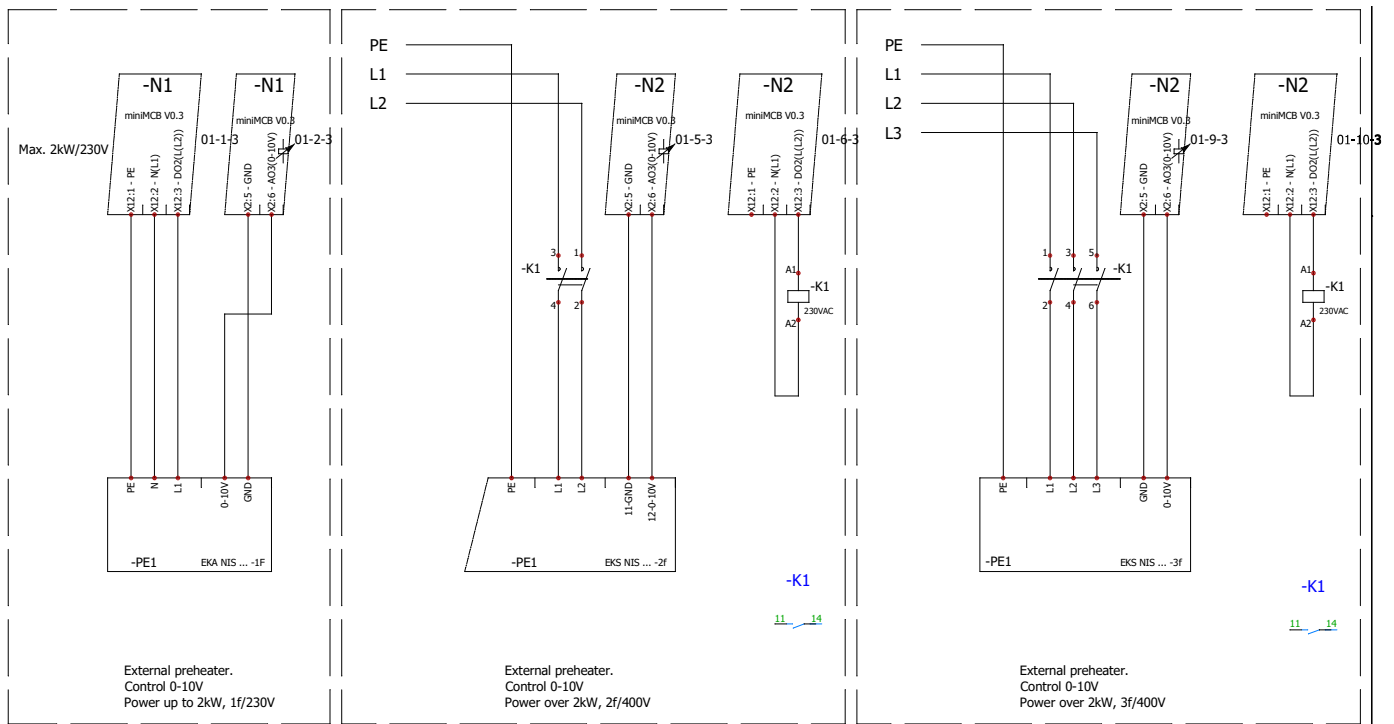 Max. 2kW/230V
-N1
miniMCB V0.3
01-1-3
X12:1 - PE
X12:2 - N(L1)
X12:3 - DO2(L(L2))
-N1
miniMCB V0.3
01-2-3
X2:5 - GND
X2:6 - AO3(0-10V)
PE
N
L1
0-10V
GND
-PE1
EKA NIS ... -1F
External preheater.
Control 0-10V
Power up to 2kW, 1f/230V
PE
L1
L2
-N2
miniMCB V0.3
01-5-3
X2:5 - GND
X2:6 - AO3(0-10V)
-N2
miniMCB V0.3
01-6-3
X12:1 - PE
X12:2 - N(L1)
X12:3 - DO2(L(L2))
3
1
-K1
4
2
A1
-K1
230VAC
A2
PE
L1
L2
11-GND
12-0-10V
-PE1
EKS NIS ... -2f
-K1
11
14
External preheater.
Control 0-10V
Power over 2kW, 2f/400V
PE
L1
L2
L3
-N2
miniMCB V0.3
01-9-3
X2:5 - GND
X2:6 - AO3(0-10V)
-N2
miniMCB V0.3
01-10-3
X12:1 - PE
X12:2 - N(L1)
X12:3 - DO2(L(L2))
1
3
5
-K1
2
4
6
A1
-K1
230VAC
A2
PE
L1
L2
L3
GND
0-10V
-PE1
EKS NIS ... -3f
-K1
11
14
External preheater.
Control 0-10V
Power over 2kW, 3f/400V